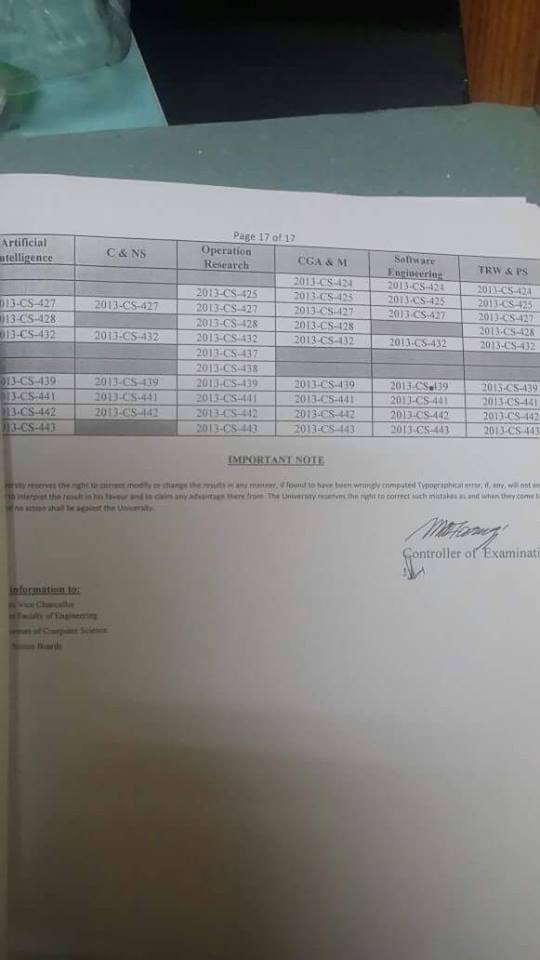 Page 17 of 17
Artificial C & NS Operation CGA & M Software TRW & PS
ntelligence Research Engineering
2013-CS-424 2013-CS-424 2013-CS-424
2013-CS-425 2013-CS-425 2013-CS-425 2013-CS-425
013-CS-427 2013-CS-427 2013-CS-427 2013-CS-427 2013-CS-427 2013-CS-427
013-CS-428 2013-CS-428 2013-CS-428 2013-CS-428
013-CS-432 2013-CS-432 2013-CS-432 2013-CS-432 2013-CS-432 2013-CS-432
2013-CS-437
2013-CS-438
013-CS-439 2013-CS-439 2013-CS-439 2013-CS-439 2013-CS-439 2013-CS-439
013-CS-441 2013-CS-441 2013-CS-441 2013-CS-441 2013-CS-441 2013-CS-441
013-CS-442 2013-CS-442 2013-CS-442 2013-CS-442 2013-CS-442 2013-CS-442
013-CS-443 2013-CS-443 2013-CS-443 2013-CS-443 2013-CS-443
IMPORTANT NOTE
ersity reserves the right to correct modify or change the results in any manner, if found to have been wrongly computed Typographical error, if, any, will not en
to interpret the result in his favour and to claim any advantage there from. The University reserves the right to correct such mistakes as and when they come t
no action shall be against the University.
Controller of Examinati
information to:
Vice Chancellor
Faculty of Engineering
of Computer Science
Notice Boards